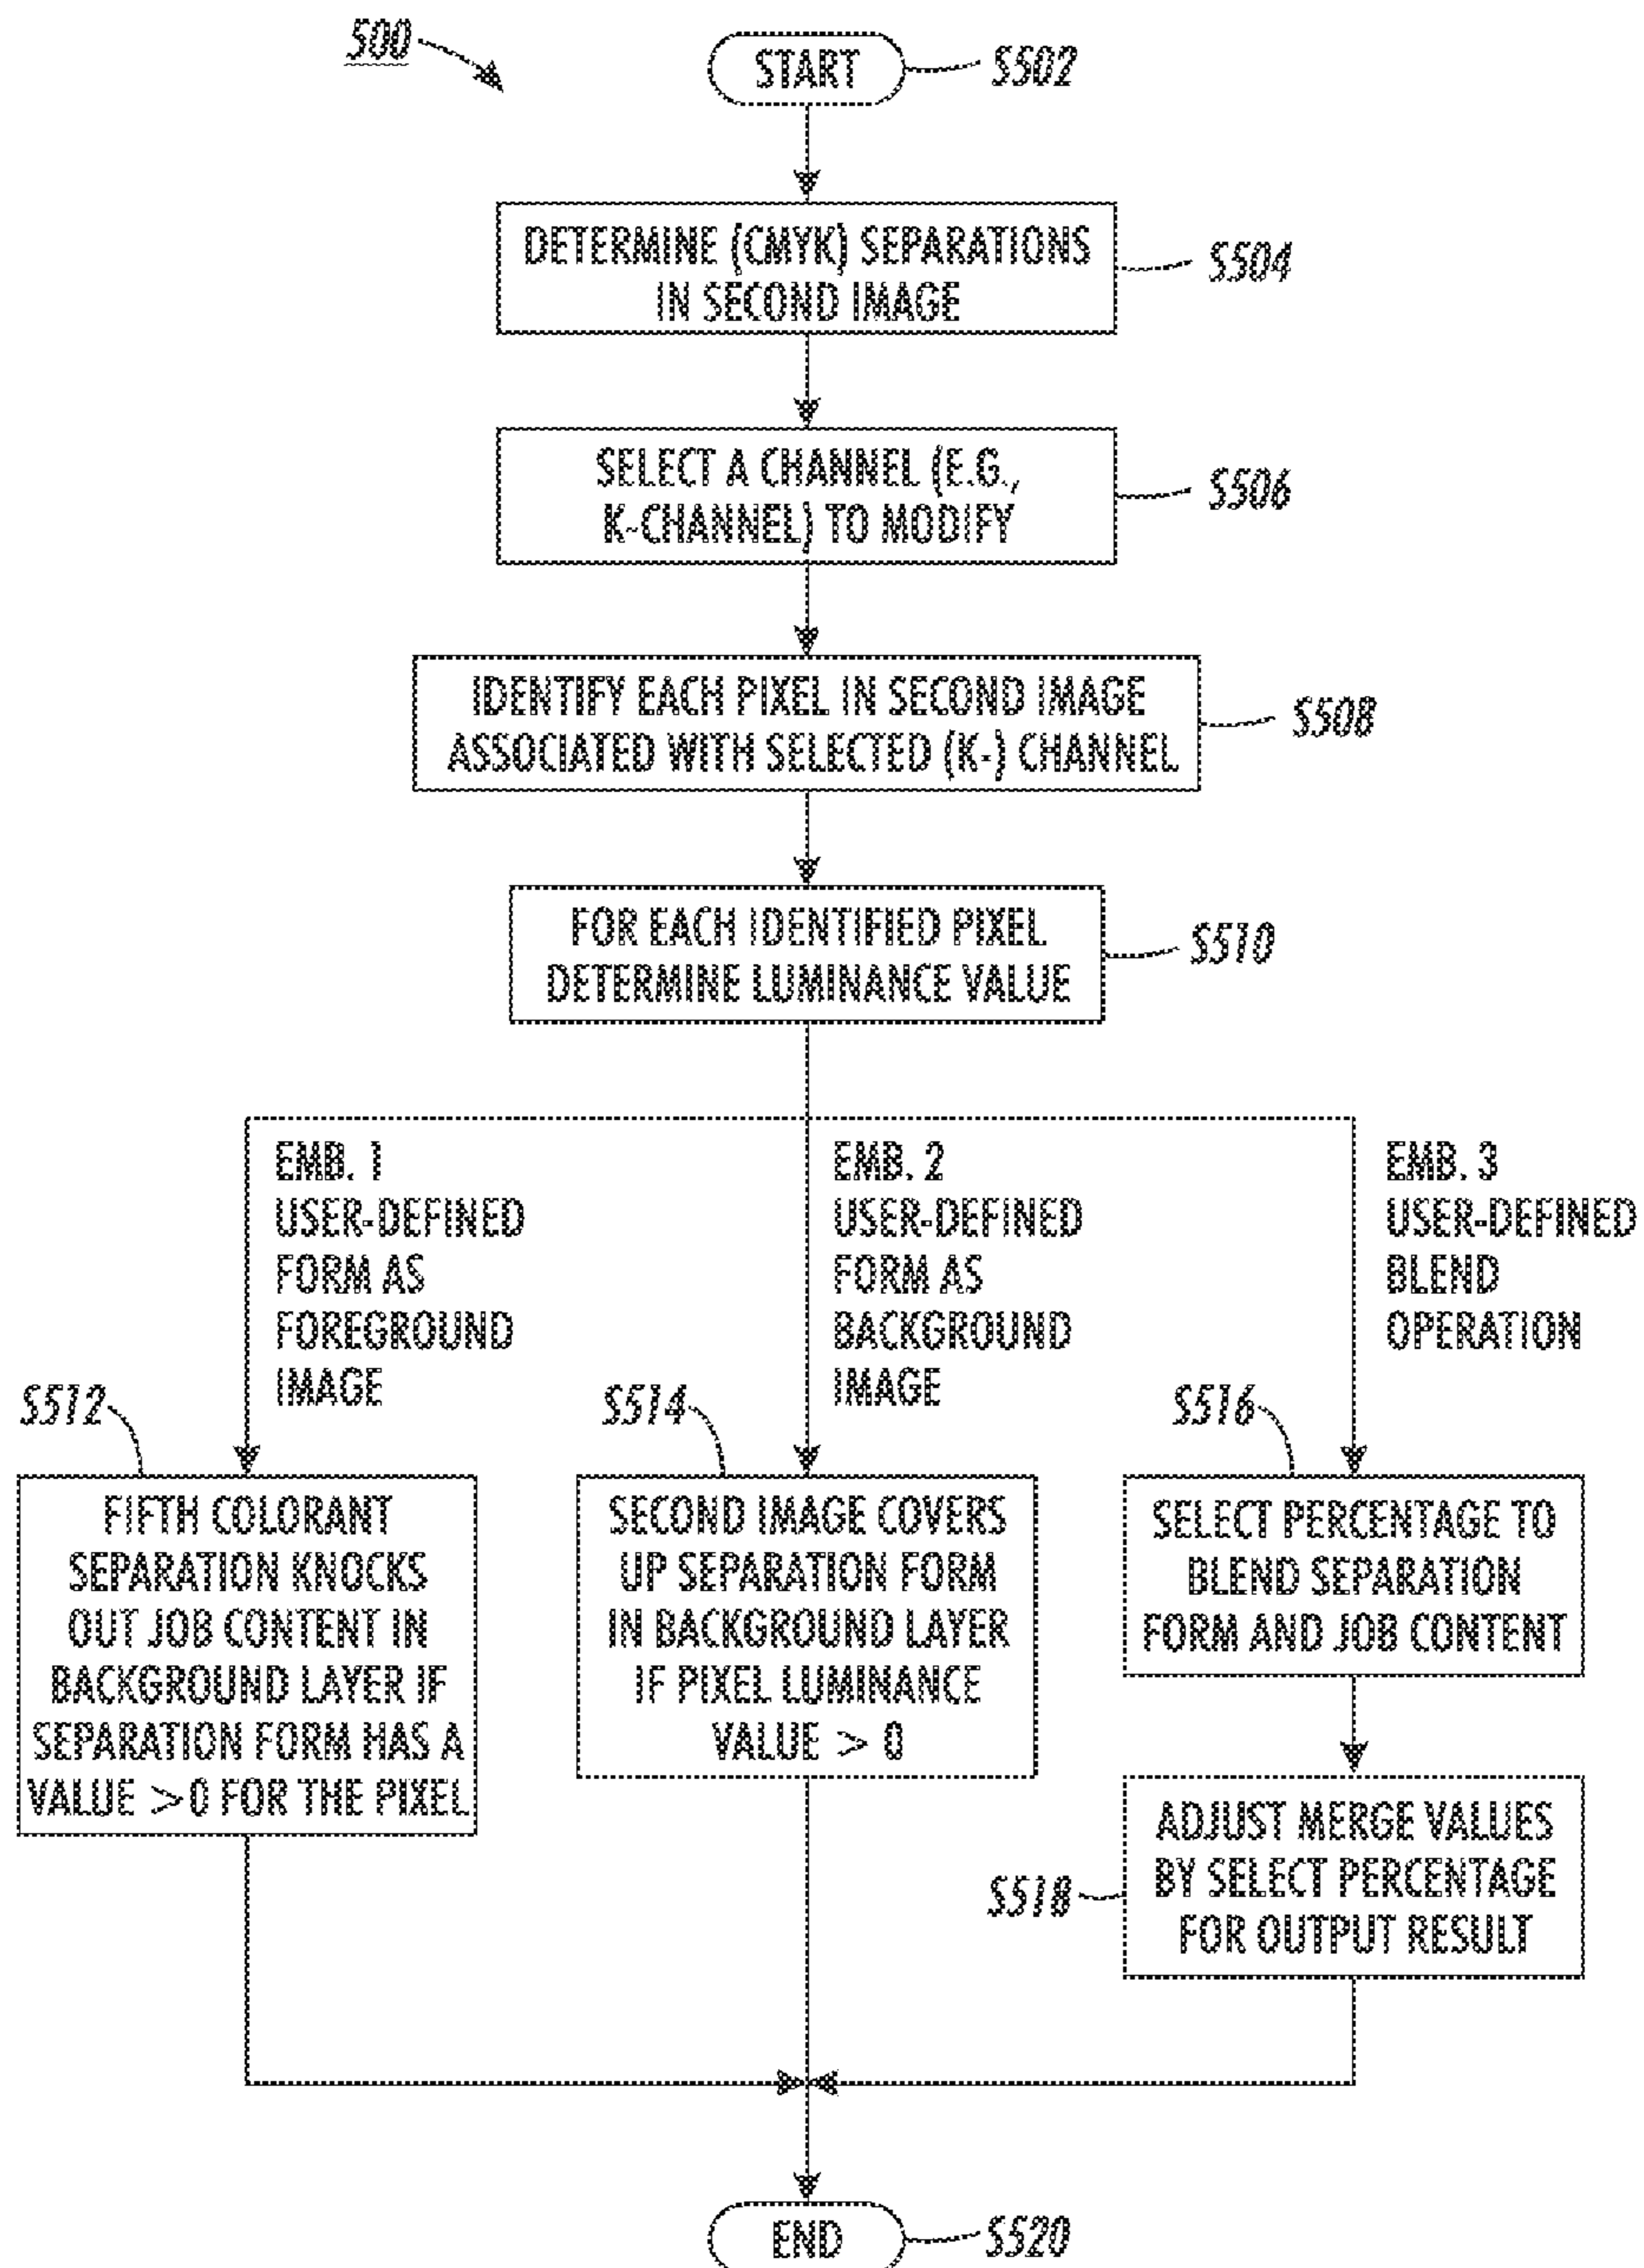 500
START
S502
DETERMINE (CMYK) SEPARATIONS
IN SECOND IMAGE
S504
SELECT A CHANNEL (E.G.,
K-CHANNEL) TO MODIFY
S506
IDENTIFY EACH PIXEL IN SECOND IMAGE
ASSOCIATED WITH SELECTED (K-) CHANNEL
S508
FOR EACH IDENTIFIED PIXEL
DETERMINE LUMINANCE VALUE
S510
EMB. 1
USER-DEFINED
FORM AS
FOREGROUND
IMAGE
EMB. 2
USER-DEFINED
FORM AS
BACKGROUND
IMAGE
EMB. 3
USER-DEFINED
BLEND
OPERATION
S512
FIFTH COLORANT
SEPARATION KNOCKS
OUT JOB CONTENT IN
BACKGROUND LAYER IF
SEPARATION FORM HAS A
VALUE >0 FOR THE PIXEL
S514
SECOND IMAGE COVERS
UP SEPARATION FORM
IN BACKGROUND LAYER
IF PIXEL LUMINANCE
VALUE > 0
S516
SELECT PERCENTAGE TO
BLEND SEPARATION
FORM AND JOB CONTENT
S518
ADJUST MERGE VALUES
BY SELECT PERCENTAGE
FOR OUTPUT RESULT
END
S520